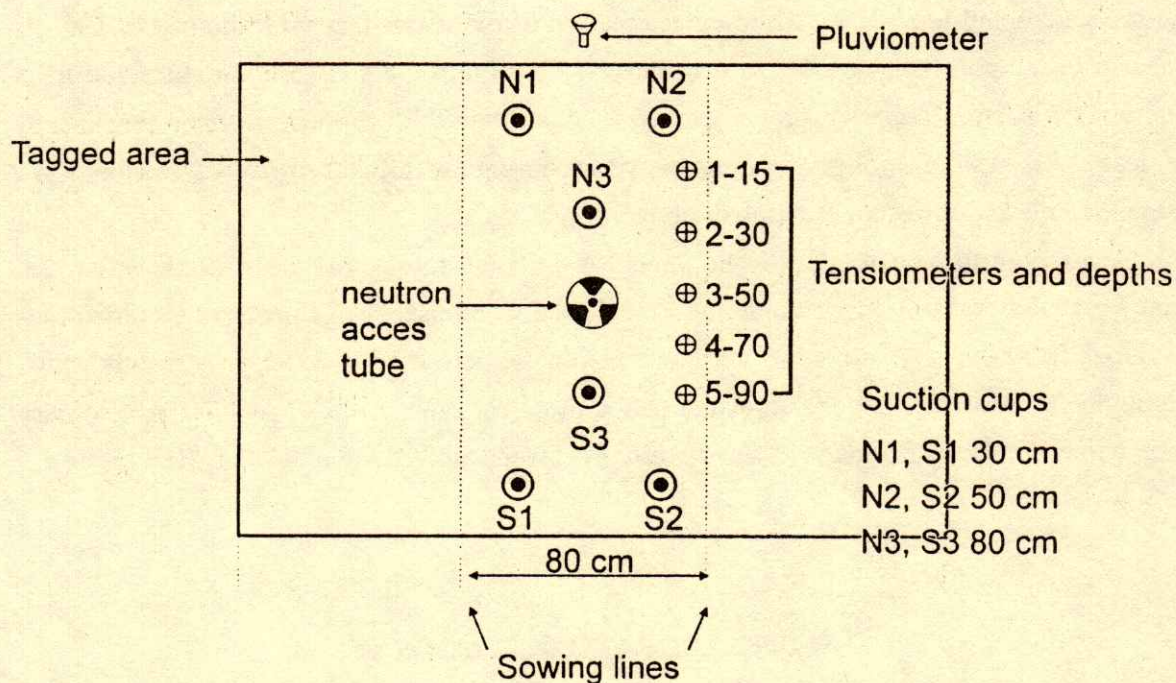 Pluviometer
N1 N2
Tagged area
1-15
N3
2-30
Tensiometers and depths
neutron
acces
tube
3-50
4-70
5-90
Suction cups
S3
N1, S1 30 cm
N2, S2 50 cm
S1 S2
N3, S3 80 cm
80 cm
Sowing lines